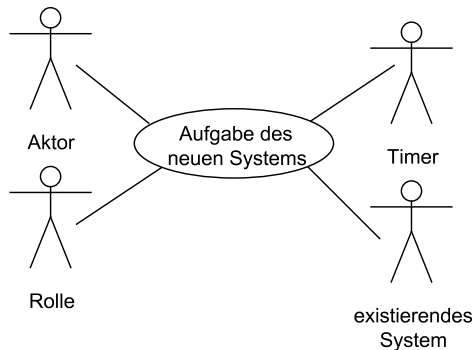 Aktor
Aufgabe des
neuen Systems
Timer
Rolle
existierendes
System